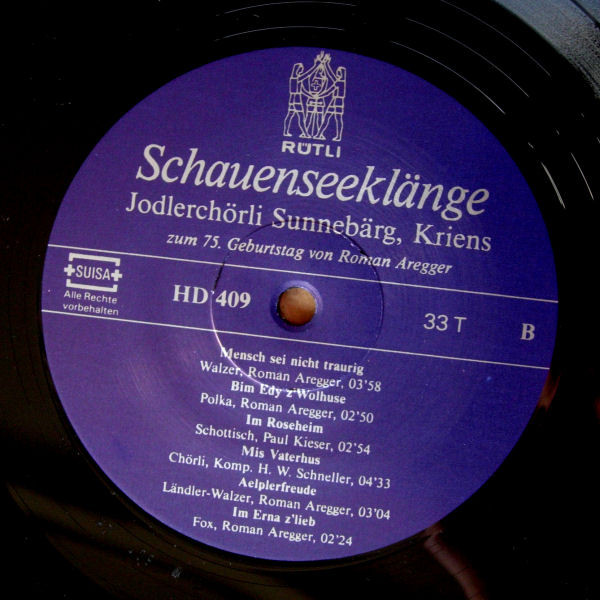 RÜTLI
Schauenseeklänge
Jodlerchörli Sunnebärg, Kriens
zum 75. Geburtstag von Roman Aregger
SUISA
Alle Rechte
vorbehalten
HD 409
33 T
B
Mensch sei nicht traurig
Walzer, Roman Aregger, 03'58
Bim Edy z'Wolhuse
Polka, Roman Aregger, 02'50
Im Roseheim
Schottisch, Paul Kieser, 02'54
Mis Vaterhus
Chörli, Komp. H. W. Schneller, 04'33
Aelplerfreude
Ländler-Walzer, Roman Aregger, 03'04
Im Erna z'lieb
Fox, Roman Aregger, 02'24